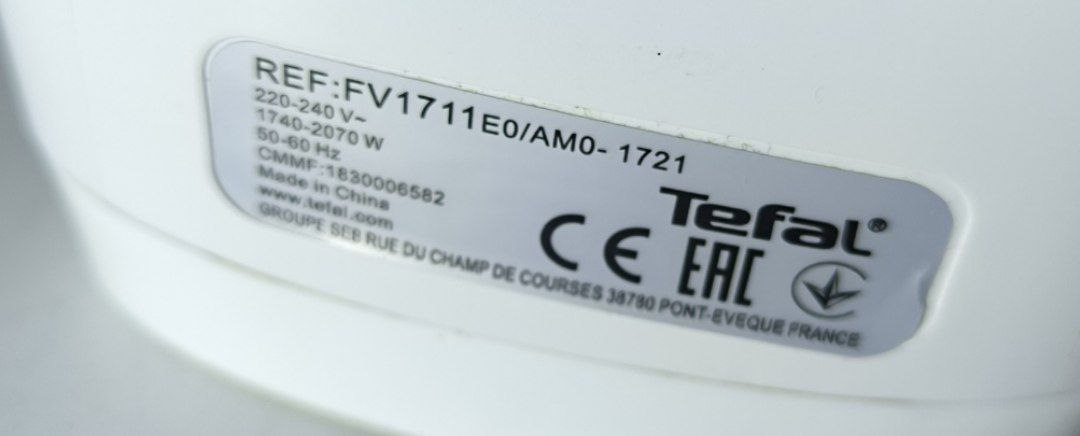 REF:FV1711E0/AM0- 1721
220-240 V~
1740-2070 W
50-60 Hz
CMMF:1830006582
Made in China
www.tefal.com
GROUPE SEB RUE DU CHAMP DE COURSES 38780 PONT-EVEQUE FRANCE
Tefal®
CE EAC